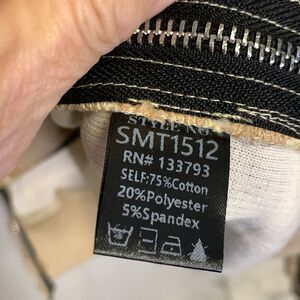 STYLE NO
SMT1512
RN# 133793
SELF:75%Cotton
20%Polyester
5%Spandex